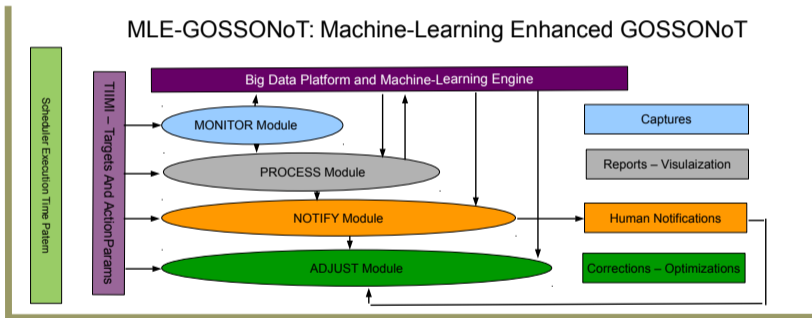 MLE-GOSSONoT: Machine-Learning Enhanced GOSSONoT
Big Data Platform and Machine-Learning Engine
Scheduler Execution Time Patern
TIIMI – Targets And ActionParams
MONITOR Module
Captures
PROCESS Module
Reports – Visulaization
NOTIFY Module
Human Notifications
ADJUST Module
Corrections – Optimizations